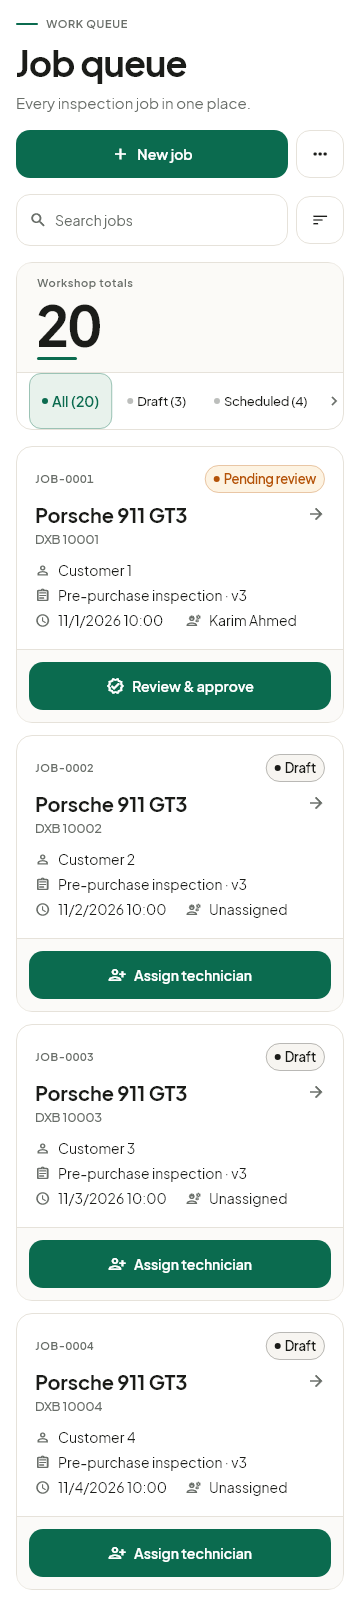 WORK QUEUE
Job queue
Every inspection job in one place.
New job
Search jobs
Workshop totals
20
All (20) Draft (3) Scheduled (4)
JOB-0001 Pending review
Porsche 911 GT3
DXB 10001
Customer 1
Pre-purchase inspection · v3
11/1/2026 10:00 Karim Ahmed
Review & approve
JOB-0002 Draft
Porsche 911 GT3
DXB 10002
Customer 2
Pre-purchase inspection · v3
11/2/2026 10:00 Unassigned
Assign technician
JOB-0003 Draft
Porsche 911 GT3
DXB 10003
Customer 3
Pre-purchase inspection · v3
11/3/2026 10:00 Unassigned
Assign technician
JOB-0004 Draft
Porsche 911 GT3
DXB 10004
Customer 4
Pre-purchase inspection · v3
11/4/2026 10:00 Unassigned
Assign technician